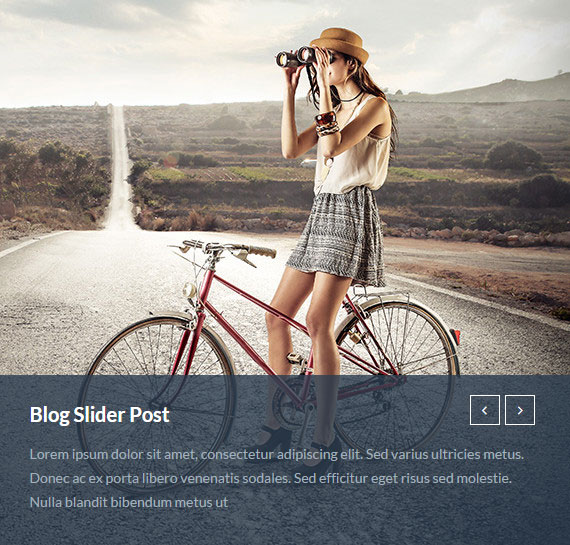 Blog Slider Post
Lorem ipsum dolor sit amet, consectetur adipiscing elit. Sed varius ultricies metus.
Donec ac ex porta libero venenatis sodales. Sed efficitur eget risus sed molestie.
Nulla blandit bibendum metus ut